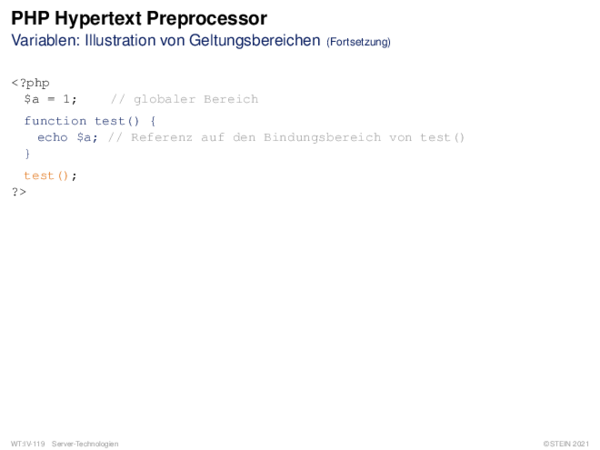 PHP Hypertext Preprocessor
Variablen: Illustration von Geltungsbereichen (Fortsetzung)
<?php
$a = 1; // globaler Bereich
function test() {
echo $a; // Referenz auf den Bindungsbereich von test()
}
test();
?>
WT:IV-119 Server-Technologien ©STEIN 2021